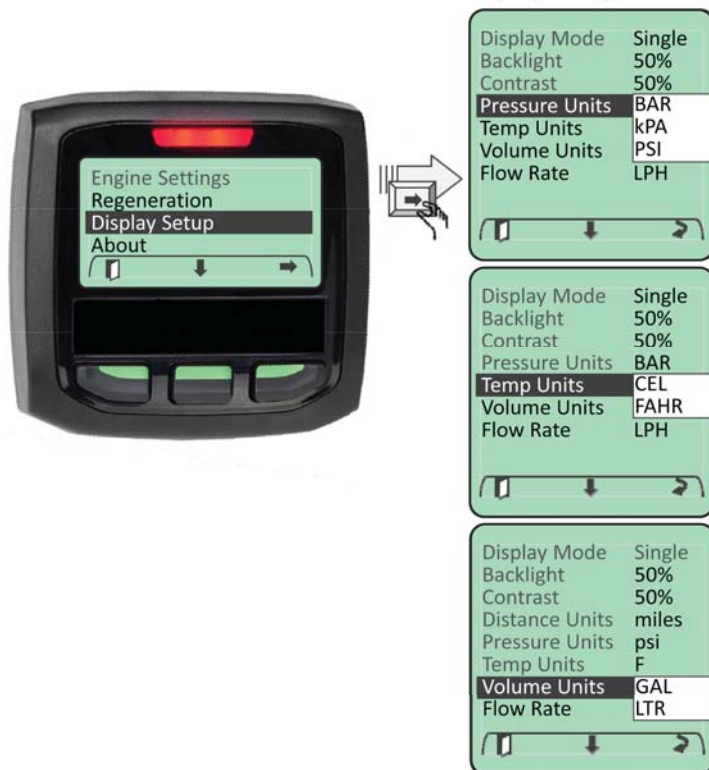 Engine Settings
Regeneration
Display Setup
About
Display Mode Single
Backlight 50%
Contrast 50%
Pressure Units BAR
Temp Units kPA
Volume Units PSI
Flow Rate LPH
Display Mode Single
Backlight 50%
Contrast 50%
Pressure Units BAR
Temp Units CEL
Volume Units FAHR
Flow Rate LPH
Display Mode Single
Backlight 50%
Contrast 50%
Distance Units miles
Pressure Units psi
Temp Units F
Volume Units GAL
Flow Rate LTR